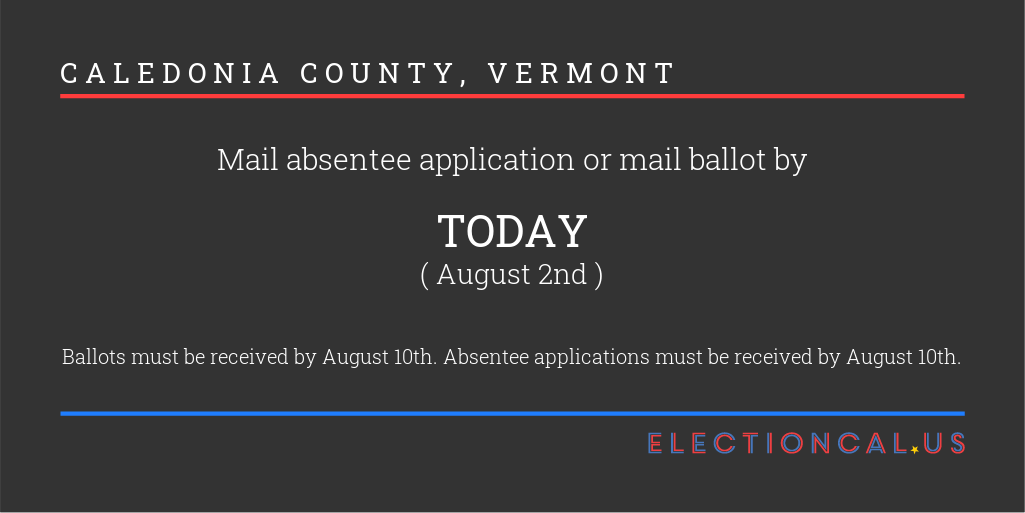 CALEDONIA COUNTY, VERMONT
Mail absentee application or mail ballot by
TODAY
( August 2nd )
Ballots must be received by August 10th. Absentee applications must be received by August 10th.
ELECTIONCAL.US